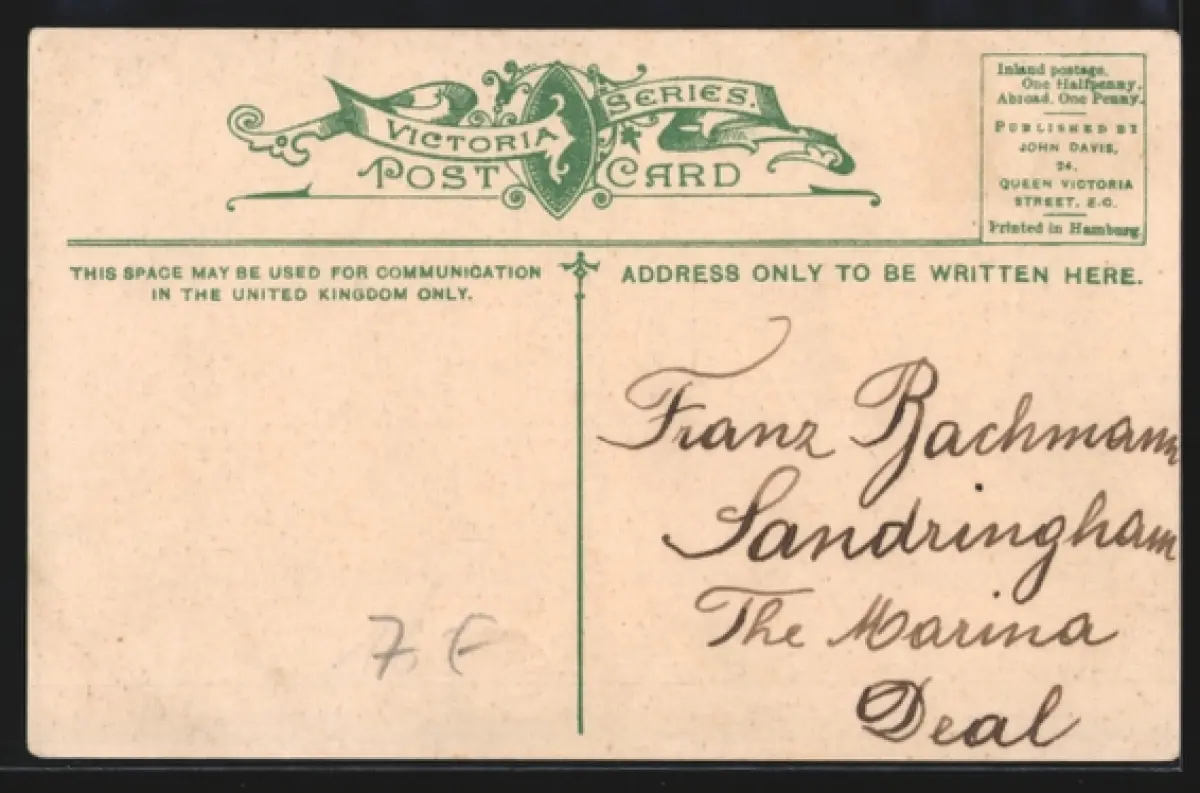 VICTORIA SERIES.
POST CARD
Inland postage,
One Halfpenny.
Abroad, One Penny.
PUBLISHED BY
JOHN DAVIS,
24,
QUEEN VICTORIA
STREET, E.C.
Printed in Hamburg.
THIS SPACE MAY BE USED FOR COMMUNICATION
IN THE UNITED KINGDOM ONLY.
ADDRESS ONLY TO BE WRITTEN HERE.
Franz Bachmann
Sandringham
The Marina
Deal